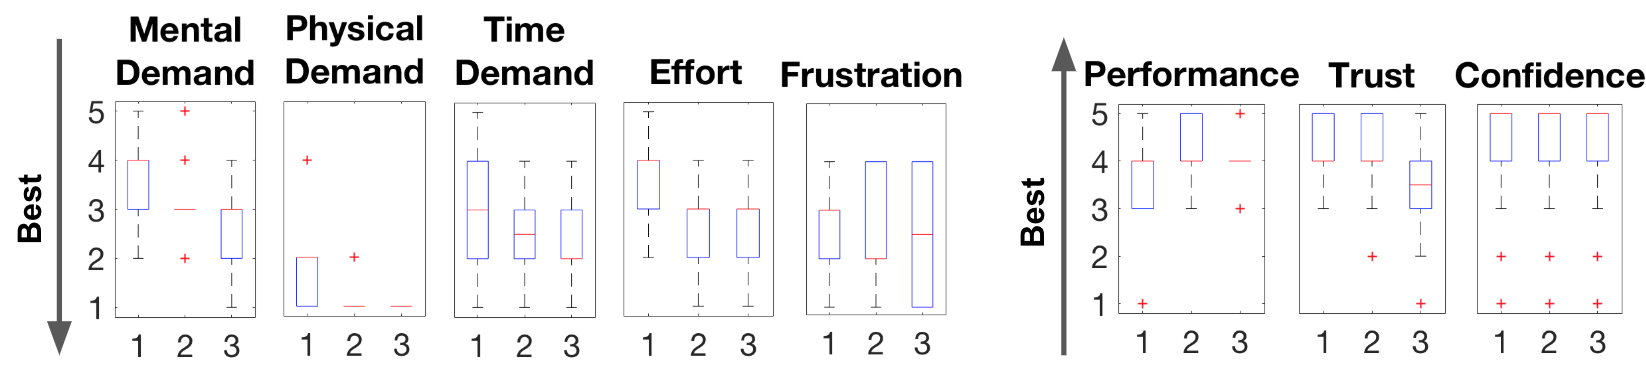 Mental Demand
Physical Demand
Time Demand
Effort
Frustration
Performance
Trust
Confidence
Best
5
4
3
2
1
1 2 3
1 2 3
1 2 3
1 2 3
1 2 3
Best
5
4
3
2
1
1 2 3
1 2 3
1 2 3